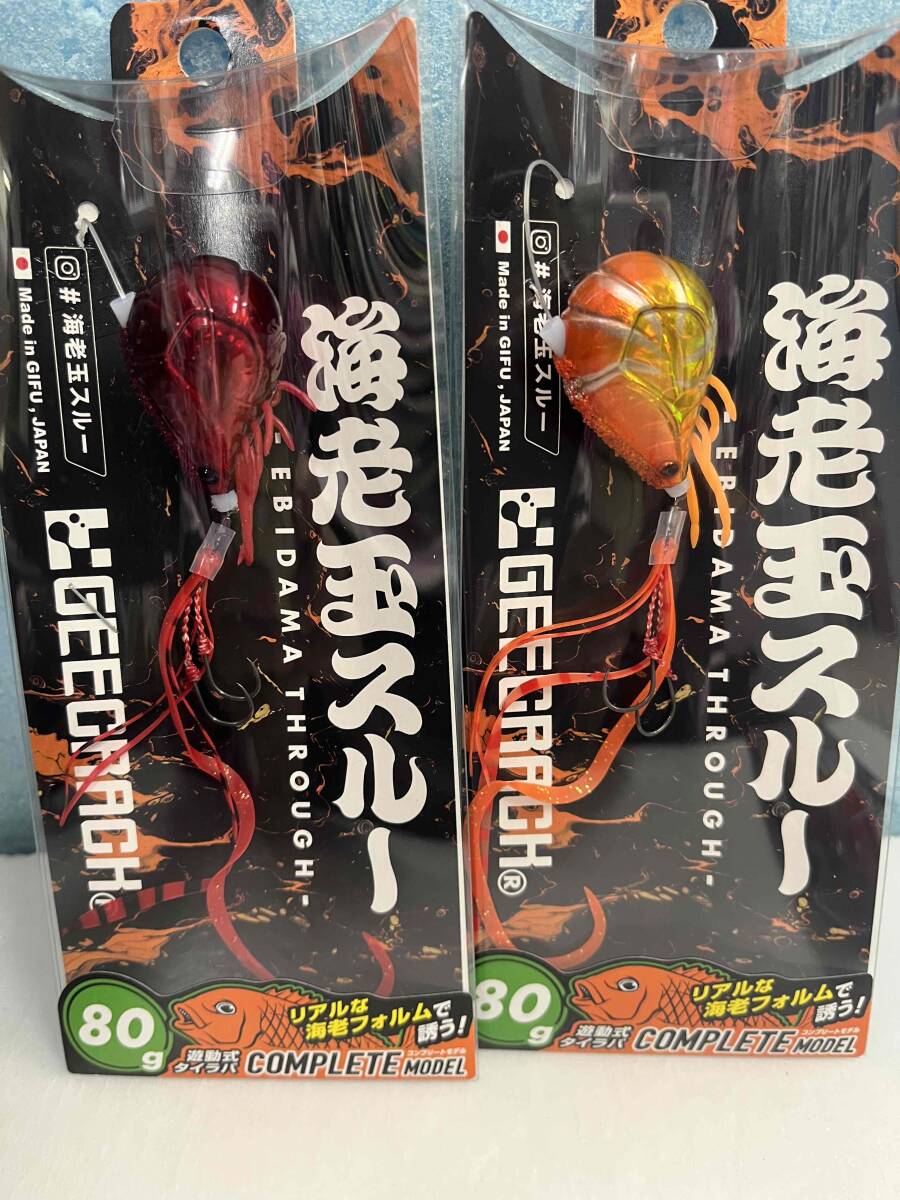 海老玉スルー
- EBIDAMA THROUGH -
#海老玉スルー
Made in GIFU, JAPAN
GEECRACK®
80g
リアルな
海老フォルムで
誘う!
遊動式
タイラバ
コンプリートモデル
COMPLETE MODEL
海老玉スルー
- EBIDAMA THROUGH -
#海老玉スルー
Made in GIFU, JAPAN
GEECRACK®
80g
リアルな
海老フォルムで
誘う!
遊動式
タイラバ
コンプリートモデル
COMPLETE MODEL